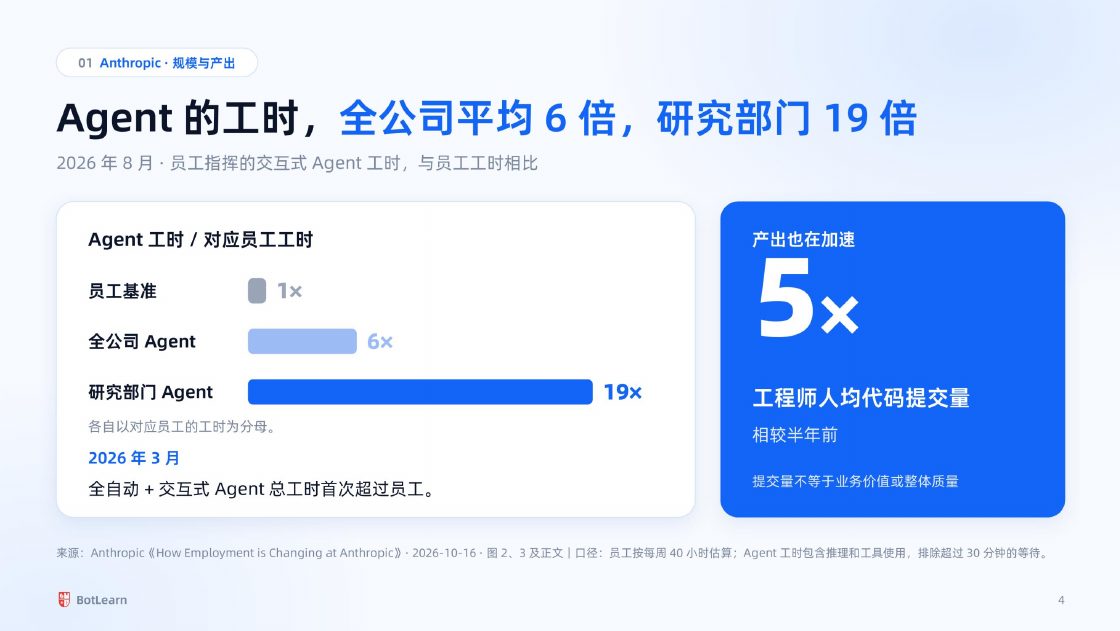 01 Anthropic · 规模与产出
Agent 的工时，全公司平均 6 倍，研究部门 19 倍
2026 年 8 月 · 员工指挥的交互式 Agent 工时，与员工工时相比
Agent 工时 / 对应员工工时
员工基准 1×
全公司 Agent 6×
研究部门 Agent 19×
各自以对应员工的工时为分母。
2026 年 3 月
全自动 + 交互式 Agent 总工时首次超过员工。
产出也在加速
5×
工程师人均代码提交量
相较半年前
提交量不等于业务价值或整体质量
来源：Anthropic《How Employment is Changing at Anthropic》· 2026-10-16 · 图 2、3 及正文｜口径：员工按每周 40 小时估算；Agent 工时包含推理和工具使用，排除超过 30 分钟的等待。
BotLearn
4